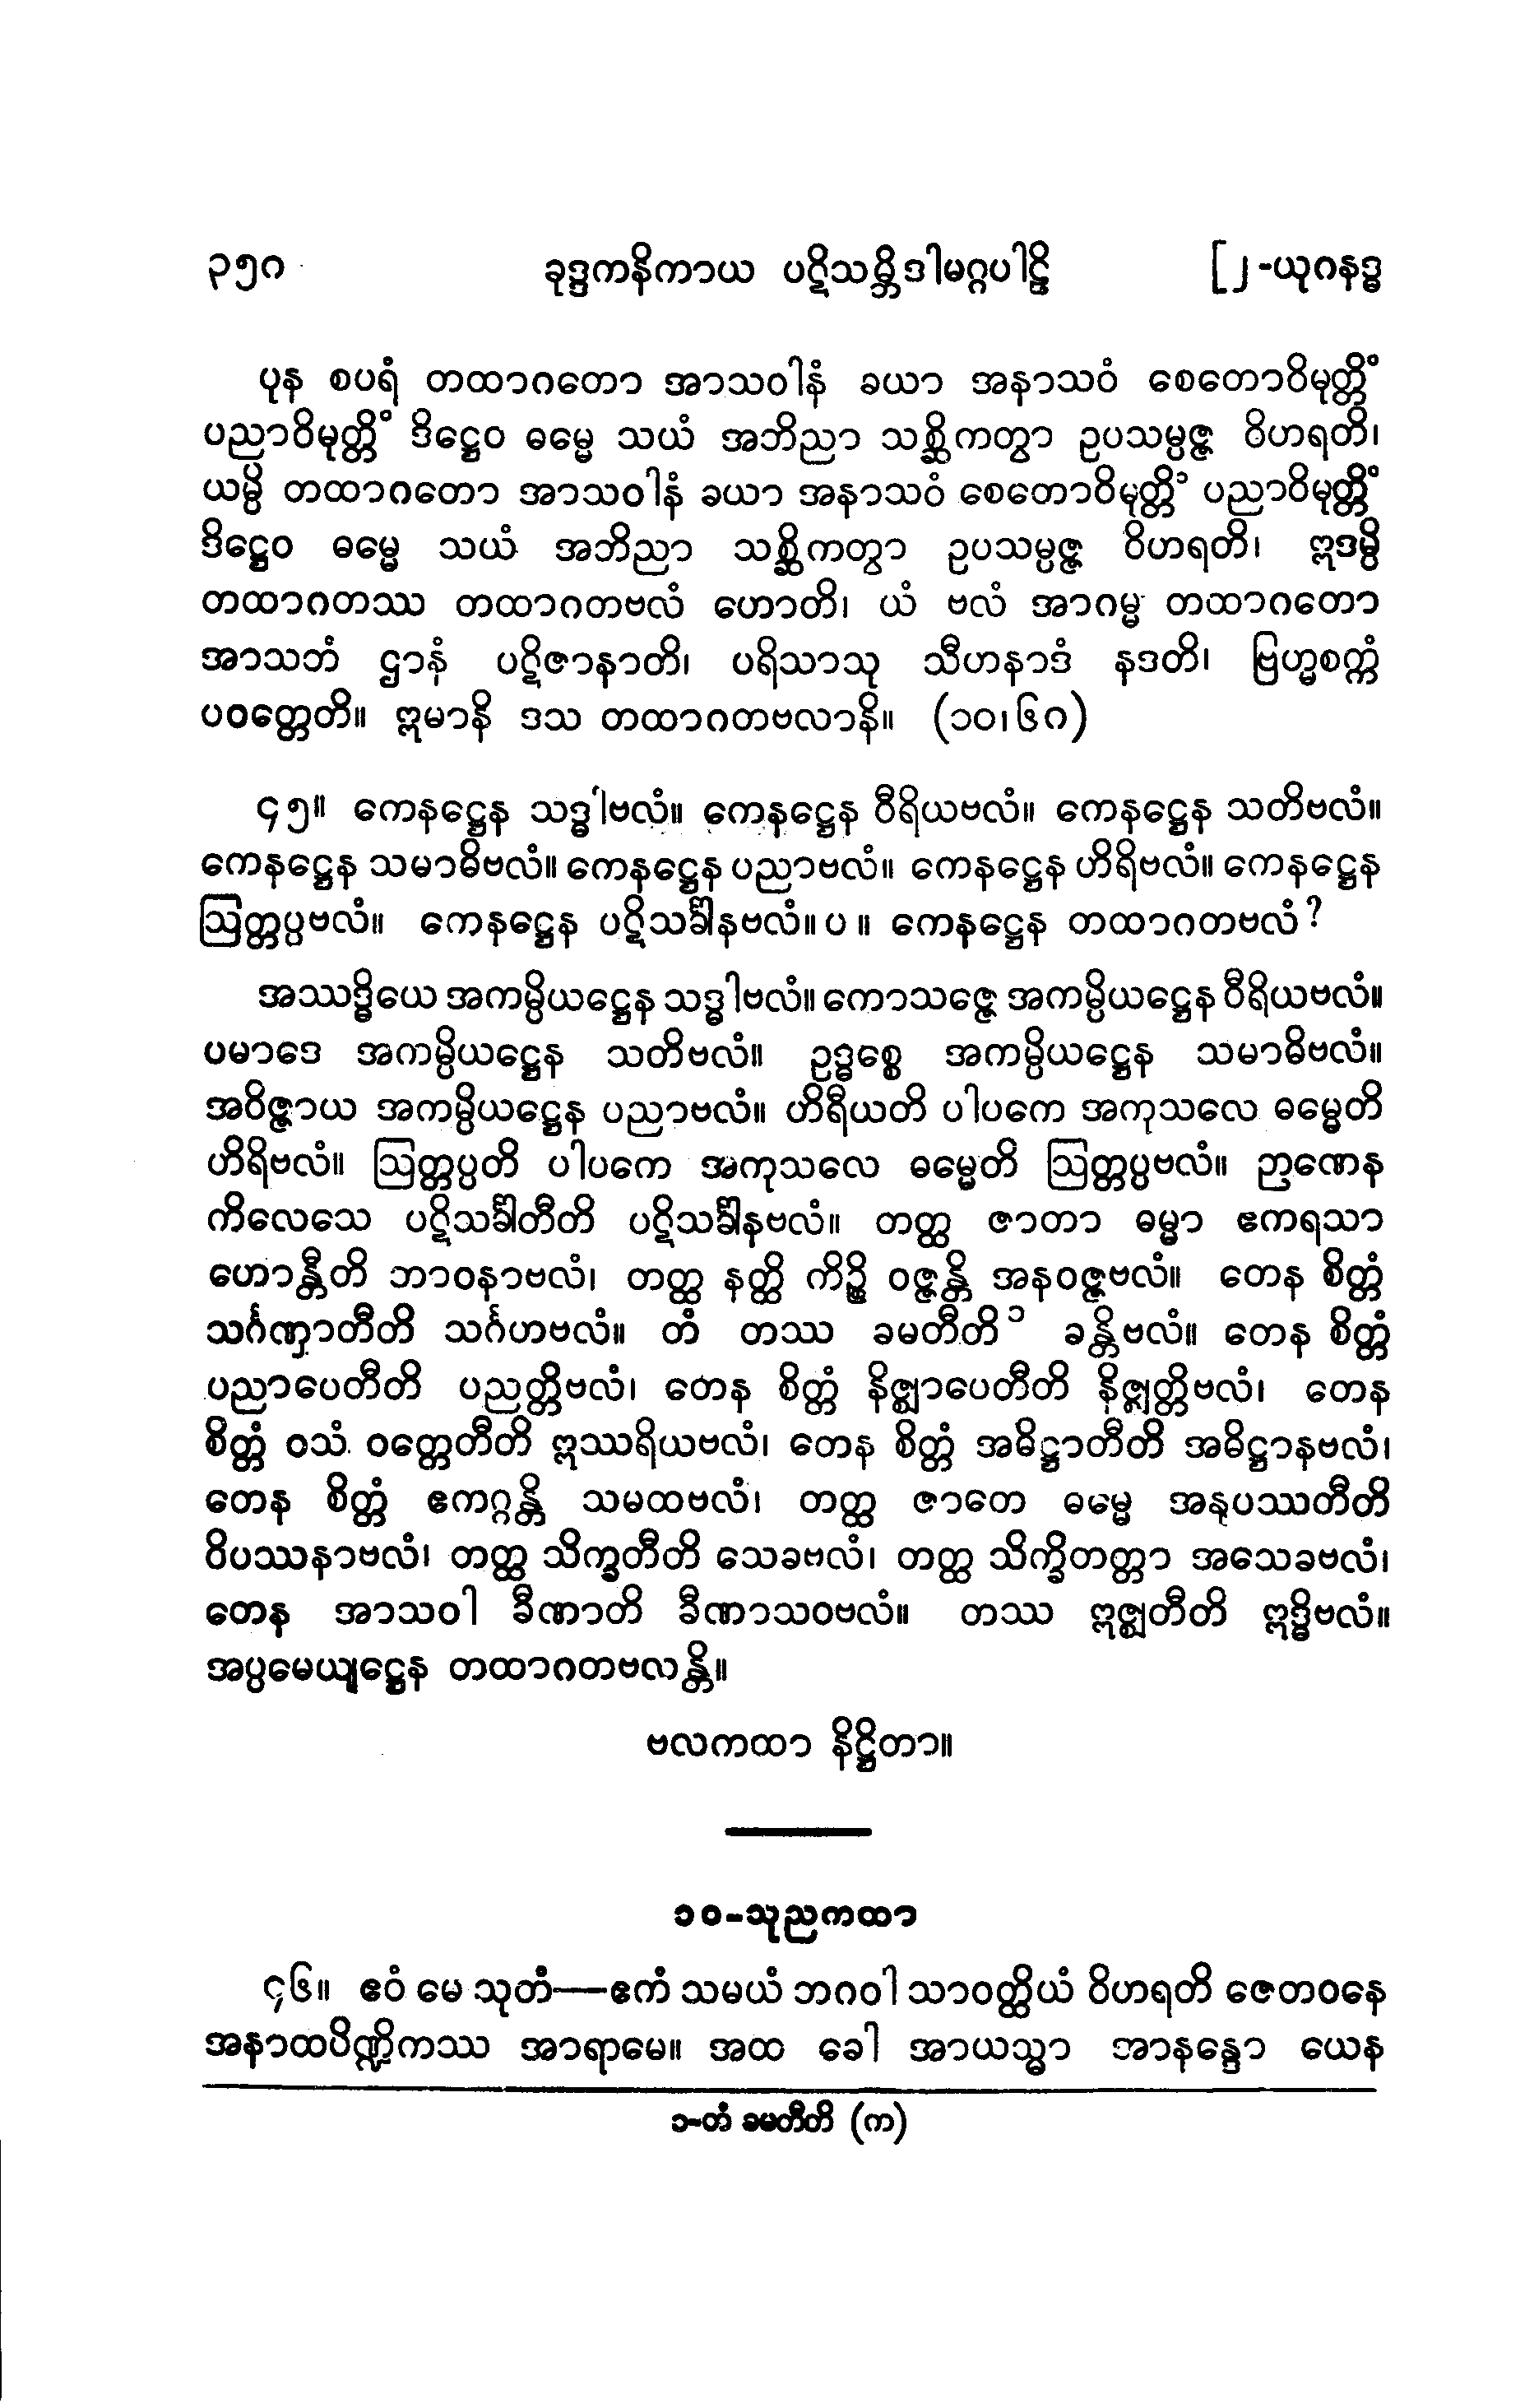 ၃၅၈ ခုဒ္ဒကနိကာယ ပဋိသမ္ဘိဒါမဂ္ဂပါဠိ [၂-ယုဂနဒ္ဓ
ပုန စပရံ တထာဂတော အာသဝါနံ ခယာ အနာသဝံ စေတောဝိမုတ္တိံ
ပညာဝိမုတ္တိံ ဒိဋ္ဌေဝ ဓမ္မေ သယံ အဘိညာ သစ္ဆိကတွာ ဥပသမ္ပဇ္ဇ ဝိဟရတိ၊
ယမ္ပိ တထာဂတော အာသဝါနံ ခယာ အနာသဝံ စေတောဝိမုတ္တိံ ပညာဝိမုတ္တိံ
ဒိဋ္ဌေဝ ဓမ္မေ သယံ အဘိညာ သစ္ဆိကတွာ ဥပသမ္ပဇ္ဇ ဝိဟရတိ၊ ဣဒမ္ပိ
တထာဂတဿ တထာဂတဗလံ ဟောတိ၊ ယံ ဗလံ အာဂမ္မ တထာဂတော
အာသဘံ ဌာနံ ပဋိဇာနာတိ၊ ပရိသာသု သီဟနာဒံ နဒတိ၊ ဗြဟ္မစက္ကံ
ပဝတ္တေတိ။ ဣမာနိ ဒသ တထာဂတဗလာနိ။ (၁၀၊၆၈)
၄၅။ ကေနဋ္ဌေန သဒ္ဓါဗလံ။ ကေနဋ္ဌေန ဝီရိယဗလံ။ ကေနဋ္ဌေန သတိဗလံ။
ကေနဋ္ဌေန သမာဓိဗလံ။ ကေနဋ္ဌေန ပညာဗလံ။ ကေနဋ္ဌေန ဟိရိဗလံ။ ကေနဋ္ဌေန
ဩတ္တပ္ပဗလံ။ ကေနဋ္ဌေန ပဋိသင်္ခါနဗလံ။ ပ ။ ကေနဋ္ဌေန တထာဂတဗလံ?
အဿဒ္ဓိယေ အကမ္ပိယဋ္ဌေန သဒ္ဓါဗလံ။ ကောသဇ္ဇေ အကမ္ပိယဋ္ဌေန ဝီရိယဗလံ။
ပမာဒေ အကမ္ပိယဋ္ဌေန သတိဗလံ။ ဥဒ္ဓစ္စေ အကမ္ပိယဋ္ဌေန သမာဓိဗလံ။
အဝိဇ္ဇာယ အကမ္ပိယဋ္ဌေန ပညာဗလံ။ ဟိရီယတိ ပါပကေ အကုသလေ ဓမ္မေတိ
ဟိရိဗလံ။ ဩတ္တပ္ပတိ ပါပကေ အကုသလေ ဓမ္မေတိ ဩတ္တပ္ပဗလံ။ ဉာဏေန
ကိလေသေ ပဋိသင်္ခါတီတိ ပဋိသင်္ခါနဗလံ။ တတ္ထ ဇာတာ ဓမ္မာ ဧကရသာ
ဟောန္တီတိ ဘာဝနာဗလံ၊ တတ္ထ နတ္ထိ ကိဉ္စိ ဝဇ္ဇန္တိ အနဝဇ္ဇဗလံ။ တေန စိတ္တံ
သင်္ဂဏှာတီတိ သင်္ဂဟဗလံ။ တံ တဿ ခမတီတိ ၁ ခန္တိဗလံ။ တေန စိတ္တံ
ပညာပေတီတိ ပညတ္တိဗလံ၊ တေန စိတ္တံ နိဇ္ဈာပေတီတိ နိဇ္ဈတ္တိဗလံ၊ တေန
စိတ္တံ ဝသံ ဝတ္တေတီတိ ဣဿရိယဗလံ၊ တေန စိတ္တံ အဓိဋ္ဌာတီတိ အဓိဋ္ဌာနဗလံ၊
တေန စိတ္တံ ဧကဂ္ဂန္တိ သမထဗလံ၊ တတ္ထ ဇာတေ ဓမ္မေ အနုပဿတီတိ
ဝိပဿနာဗလံ၊ တတ္ထ သိက္ခတီတိ သေခဗလံ၊ တတ္ထ သိက္ခိတတ္တာ အသေခဗလံ၊
တေန အာသဝါ ခီဏာတိ ခီဏာသဝဗလံ။ တဿ ဣဇ္ဈတီတိ ဣဒ္ဓိဗလံ။
အပ္ပမေယျဋ္ဌေန တထာဂတဗလန္တိ။
ဗလကထာ နိဋ္ဌိတာ။
၁၀-သုညကထာ
၄၆။ ဧဝံ မေ သုတံ—ဧကံ သမယံ ဘဂဝါ သာဝတ္ထိယံ ဝိဟရတိ ဇေတဝနေ
အနာထပိဏ္ဍိကဿ အာရာမေ။ အထ ခေါ အာယသ္မာ အာနန္ဒော ယေန
၁-တံ ခမတီတိ (က)